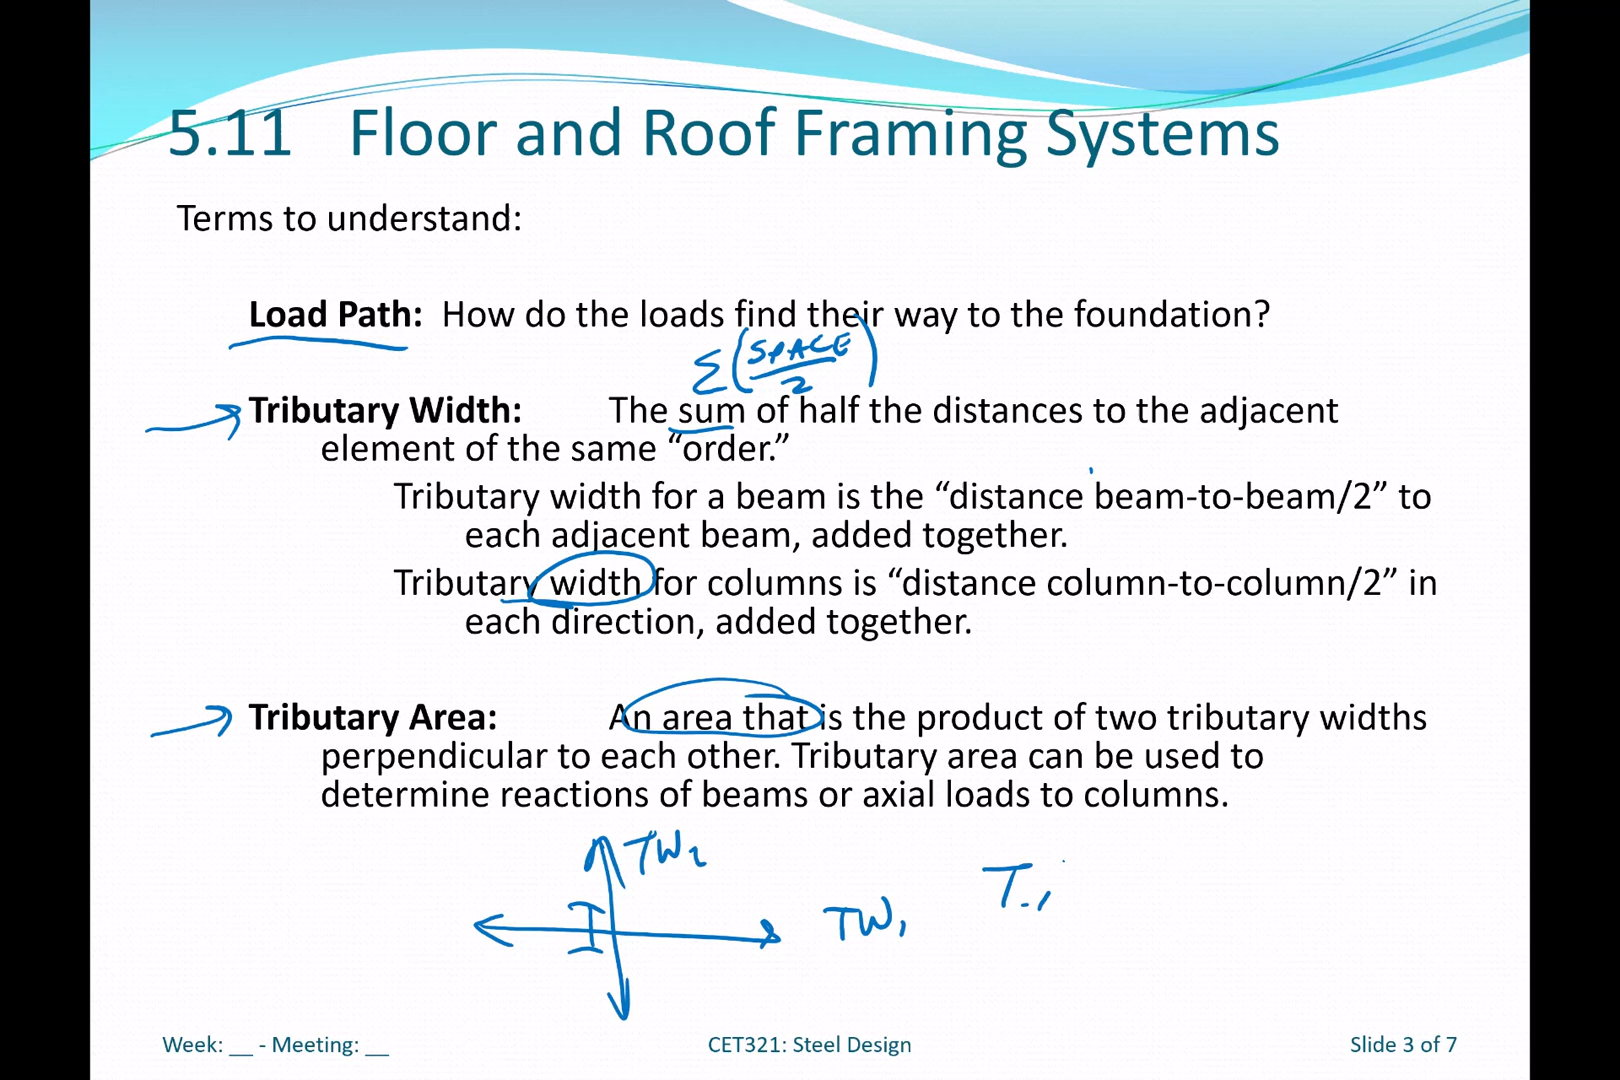 5.11 Floor and Roof Framing Systems
Terms to understand:
Load Path: How do the loads find their way to the foundation?
Σ(SPACE/2)
Tributary Width: The sum of half the distances to the adjacent
element of the same “order.”
Tributary width for a beam is the “distance beam-to-beam/2” to
each adjacent beam, added together.
Tributary width for columns is “distance column-to-column/2” in
each direction, added together.
Tributary Area: An area that is the product of two tributary widths
perpendicular to each other. Tributary area can be used to
determine reactions of beams or axial loads to columns.
TW2
TW1
T
Week: __ - Meeting: __
CET321: Steel Design
Slide 3 of 7